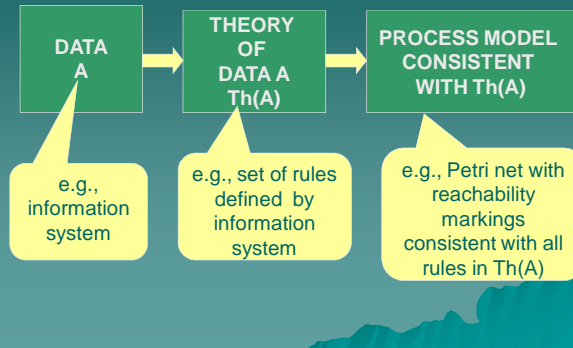 DATA
A
THEORY
OF
DATA A
Th(A)
PROCESS MODEL
CONSISTENT
WITH Th(A)
e.g.,
information
system
e.g., set of rules
defined by
information
system
e.g., Petri net with
reachability
markings
consistent with all
rules in Th(A)